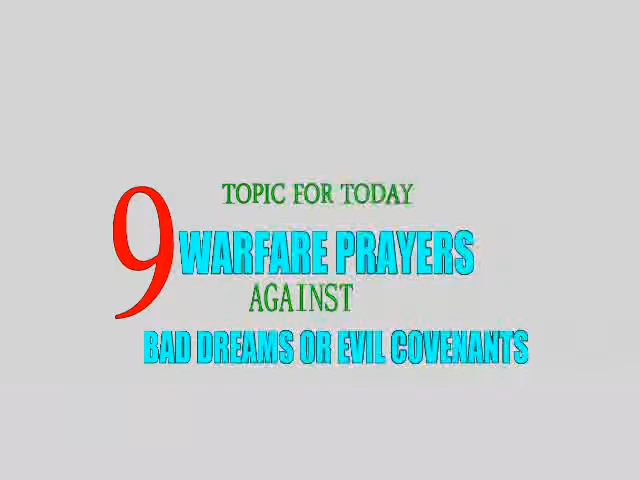 TOPIC FOR TODAY
9 WARFARE PRAYERS
AGAINST
BAD DREAMS OR EVIL COVENANTS